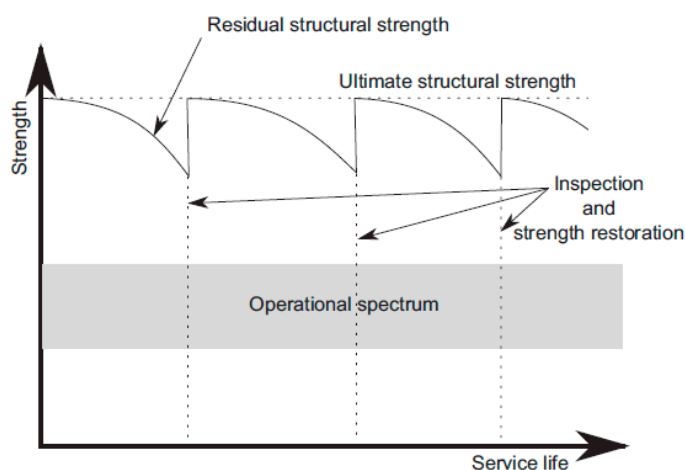 Residual structural strength
Ultimate structural strength
Strength
Inspection
and
strength restoration
Operational spectrum
Service life